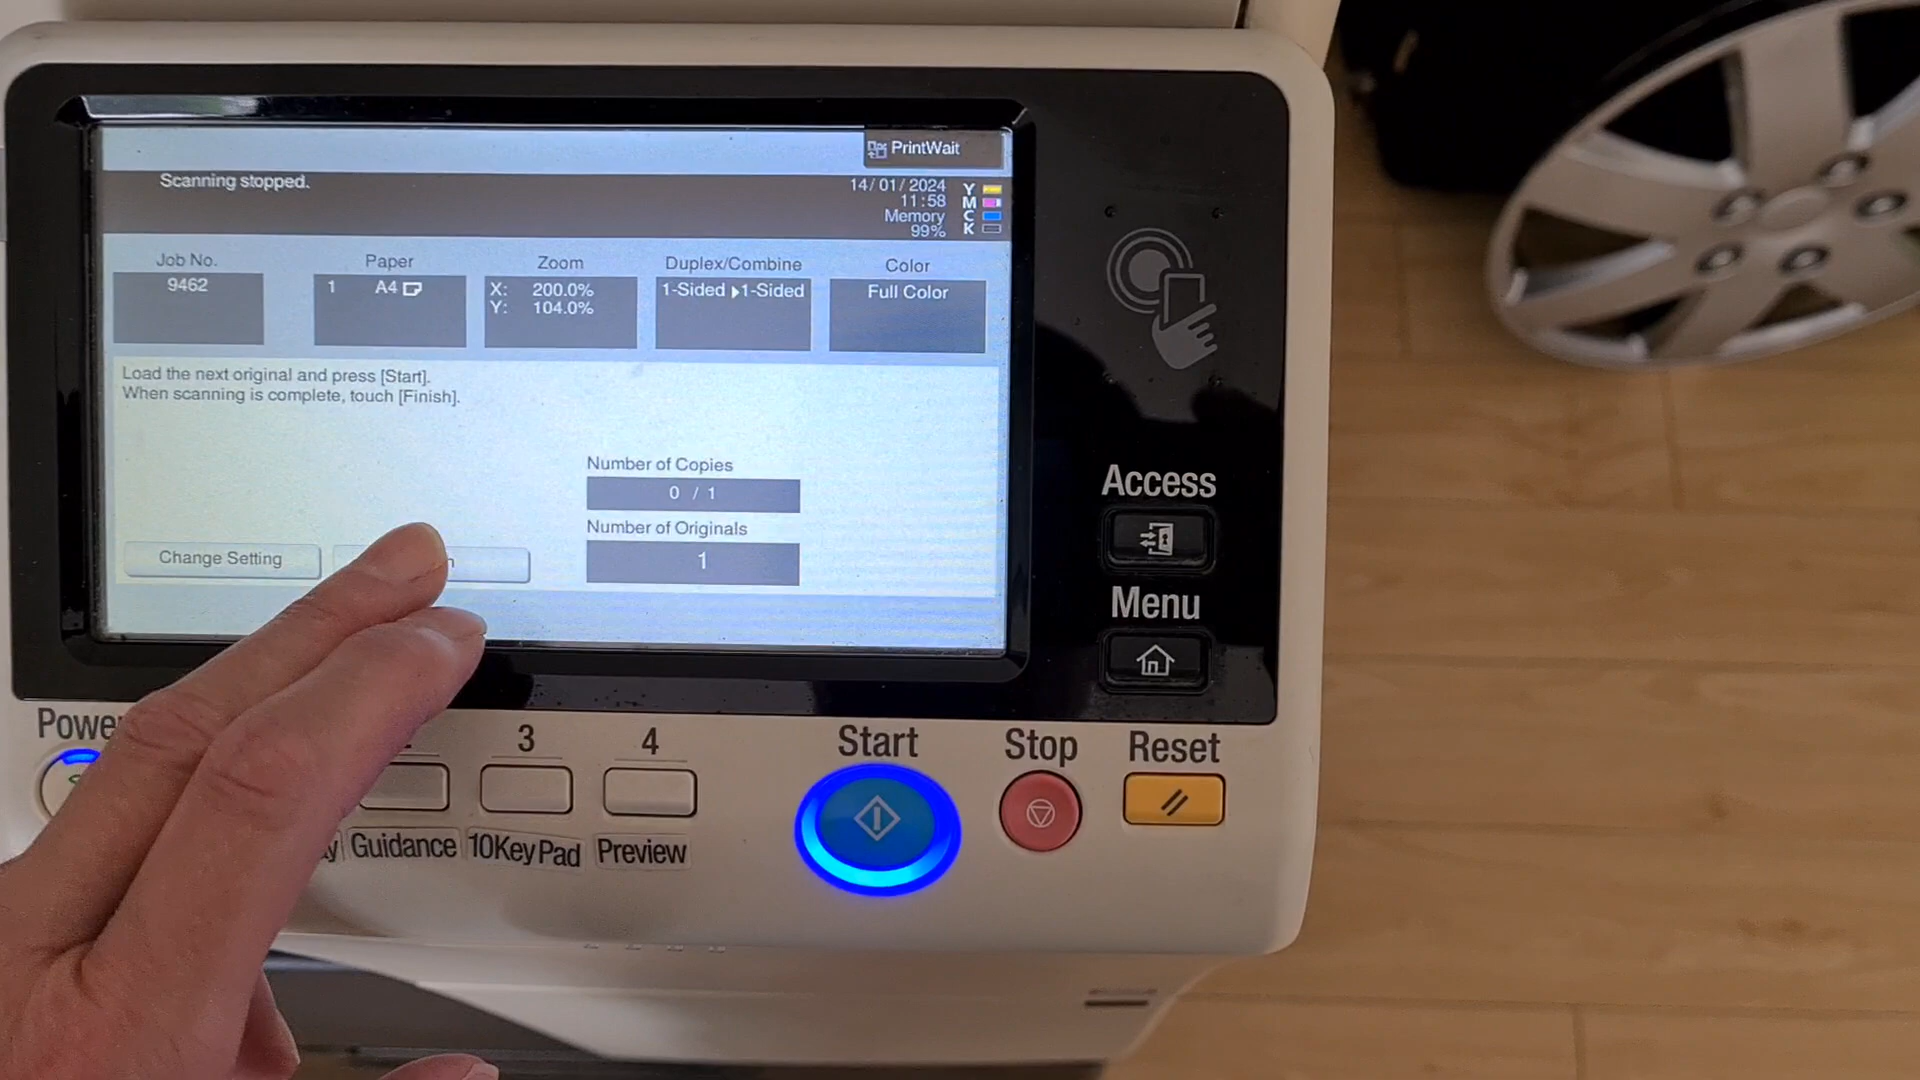 PrintWait
Scanning stopped.
14/01/2024
11:58
Memory
99%
Y
M
C
K
Job No.
9462
Paper
1 A4
Zoom
X: 200.0%
Y: 104.0%
Duplex/Combine
1-Sided ▶1-Sided
Color
Full Color
Load the next original and press [Start].
When scanning is complete, touch [Finish].
Number of Copies
0 / 1
Number of Originals
1
Change Setting
Access
Menu
3
4
Start
Stop
Reset
Guidance
10Key Pad
Preview